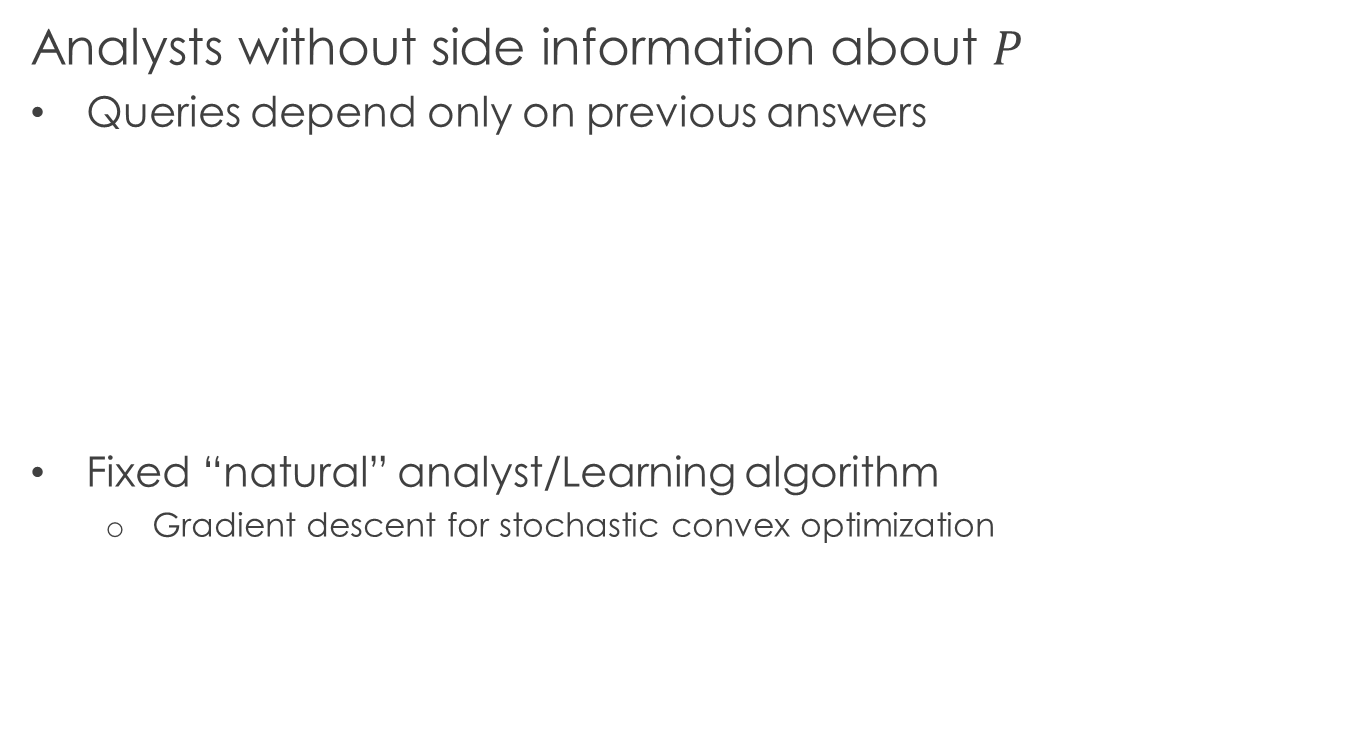 Analysts without side information about P
• Queries depend only on previous answers
• Fixed “natural” analyst/Learning algorithm
o Gradient descent for stochastic convex optimization